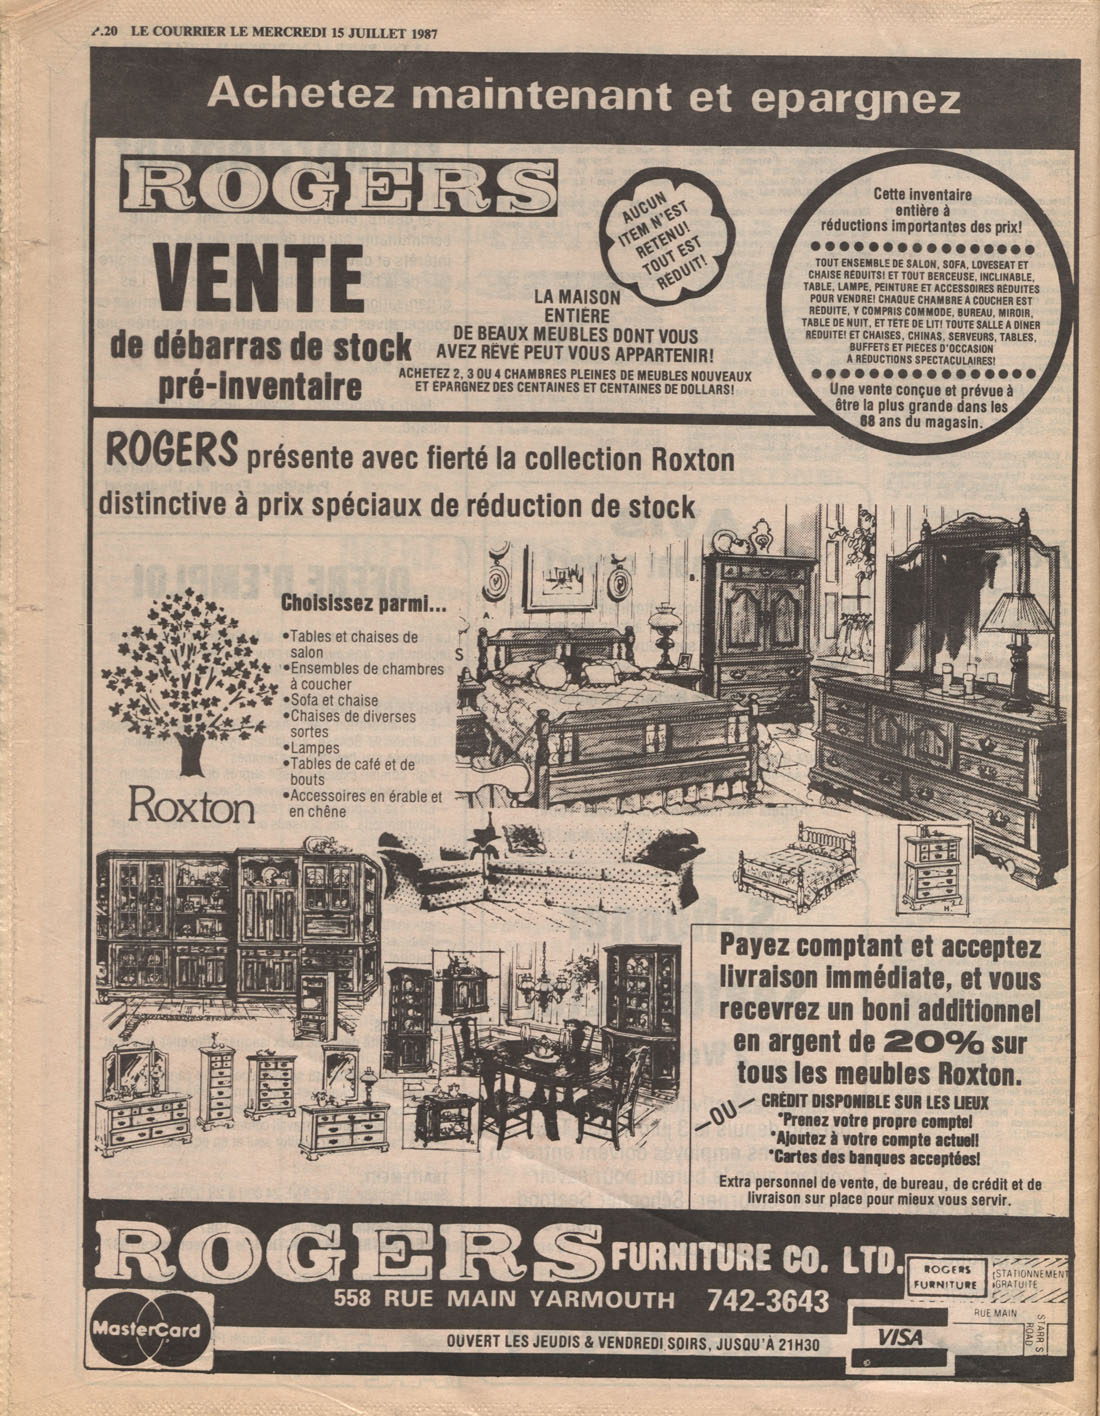 P.20 LE COURRIER LE MERCREDI 15 JUILLET 1987
Achetez maintenant et epargnez
ROGERS
VENTE
de débarras de stock
pré-inventaire
AUCUN
ITEM N'EST
RETENU!
TOUT EST
REDUIT!
LA MAISON
ENTIÈRE
DE BEAUX MEUBLES DONT VOUS
AVEZ RÊVÉ PEUT VOUS APPARTENIR!
ACHETEZ 2, 3 OU 4 CHAMBRES PLEINES DE MEUBLES NOUVEAUX
ET ÉPARGNEZ DES CENTAINES ET CENTAINES DE DOLLARS!
Cette inventaire
entière à
réductions importantes des prix!
TOUT ENSEMBLE DE SALON, SOFA, LOVESEAT ET
CHAISE REDUITS! ET TOUT BERCEUSE, INCLINABLE,
TABLE, LAMPE, PEINTURE ET ACCESSOIRES RÉDUITES
POUR VENDRE! CHAQUE CHAMBRE À COUCHER EST
REDUITE, Y COMPRIS COMMODE, BUREAU, MIROIR,
TABLE DE NUIT, ET TÊTE DE LIT! TOUTE SALLE A DÎNER
RÉDUITE! ET CHAISES, CHINAS, SERVEURS, TABLES,
BUFFETS ET PIÈCES D'OCCASION
A RÉDUCTIONS SPECTACULAIRES!
Une vente conçue et prévue à
être la plus grande dans les
68 ans du magasin.
ROGERS présente avec fierté la collection Roxton
distinctive à prix spéciaux de réduction de stock
Choisissez parmi...
•Tables et chaises de
salon
•Ensembles de chambres
à coucher
•Sofa et chaise
•Chaises de diverses
sortes
•Lampes
•Tables de café et de
bouts
•Accessoires en érable et
en chêne
Roxton
A.
B.
S
H.
Payez comptant et acceptez
livraison immédiate, et vous
recevrez un boni additionnel
en argent de 20% sur
tous les meubles Roxton.
—OU—
CRÉDIT DISPONIBLE SUR LES LIEUX
*Prenez votre propre compte!
*Ajoutez à votre compte actuel!
*Cartes des banques acceptées!
Extra personnel de vente, de bureau, de crédit et de
livraison sur place pour mieux vous servir.
ROGERS FURNITURE CO. LTD.
558 RUE MAIN YARMOUTH 742-3643
OUVERT LES JEUDIS & VENDREDI SOIRS, JUSQU'À 21H30
MasterCard
VISA
ROGERS
FURNITURE
STATIONNEMENT
GRATUITE
RUE MAIN
STARR S
ROAD